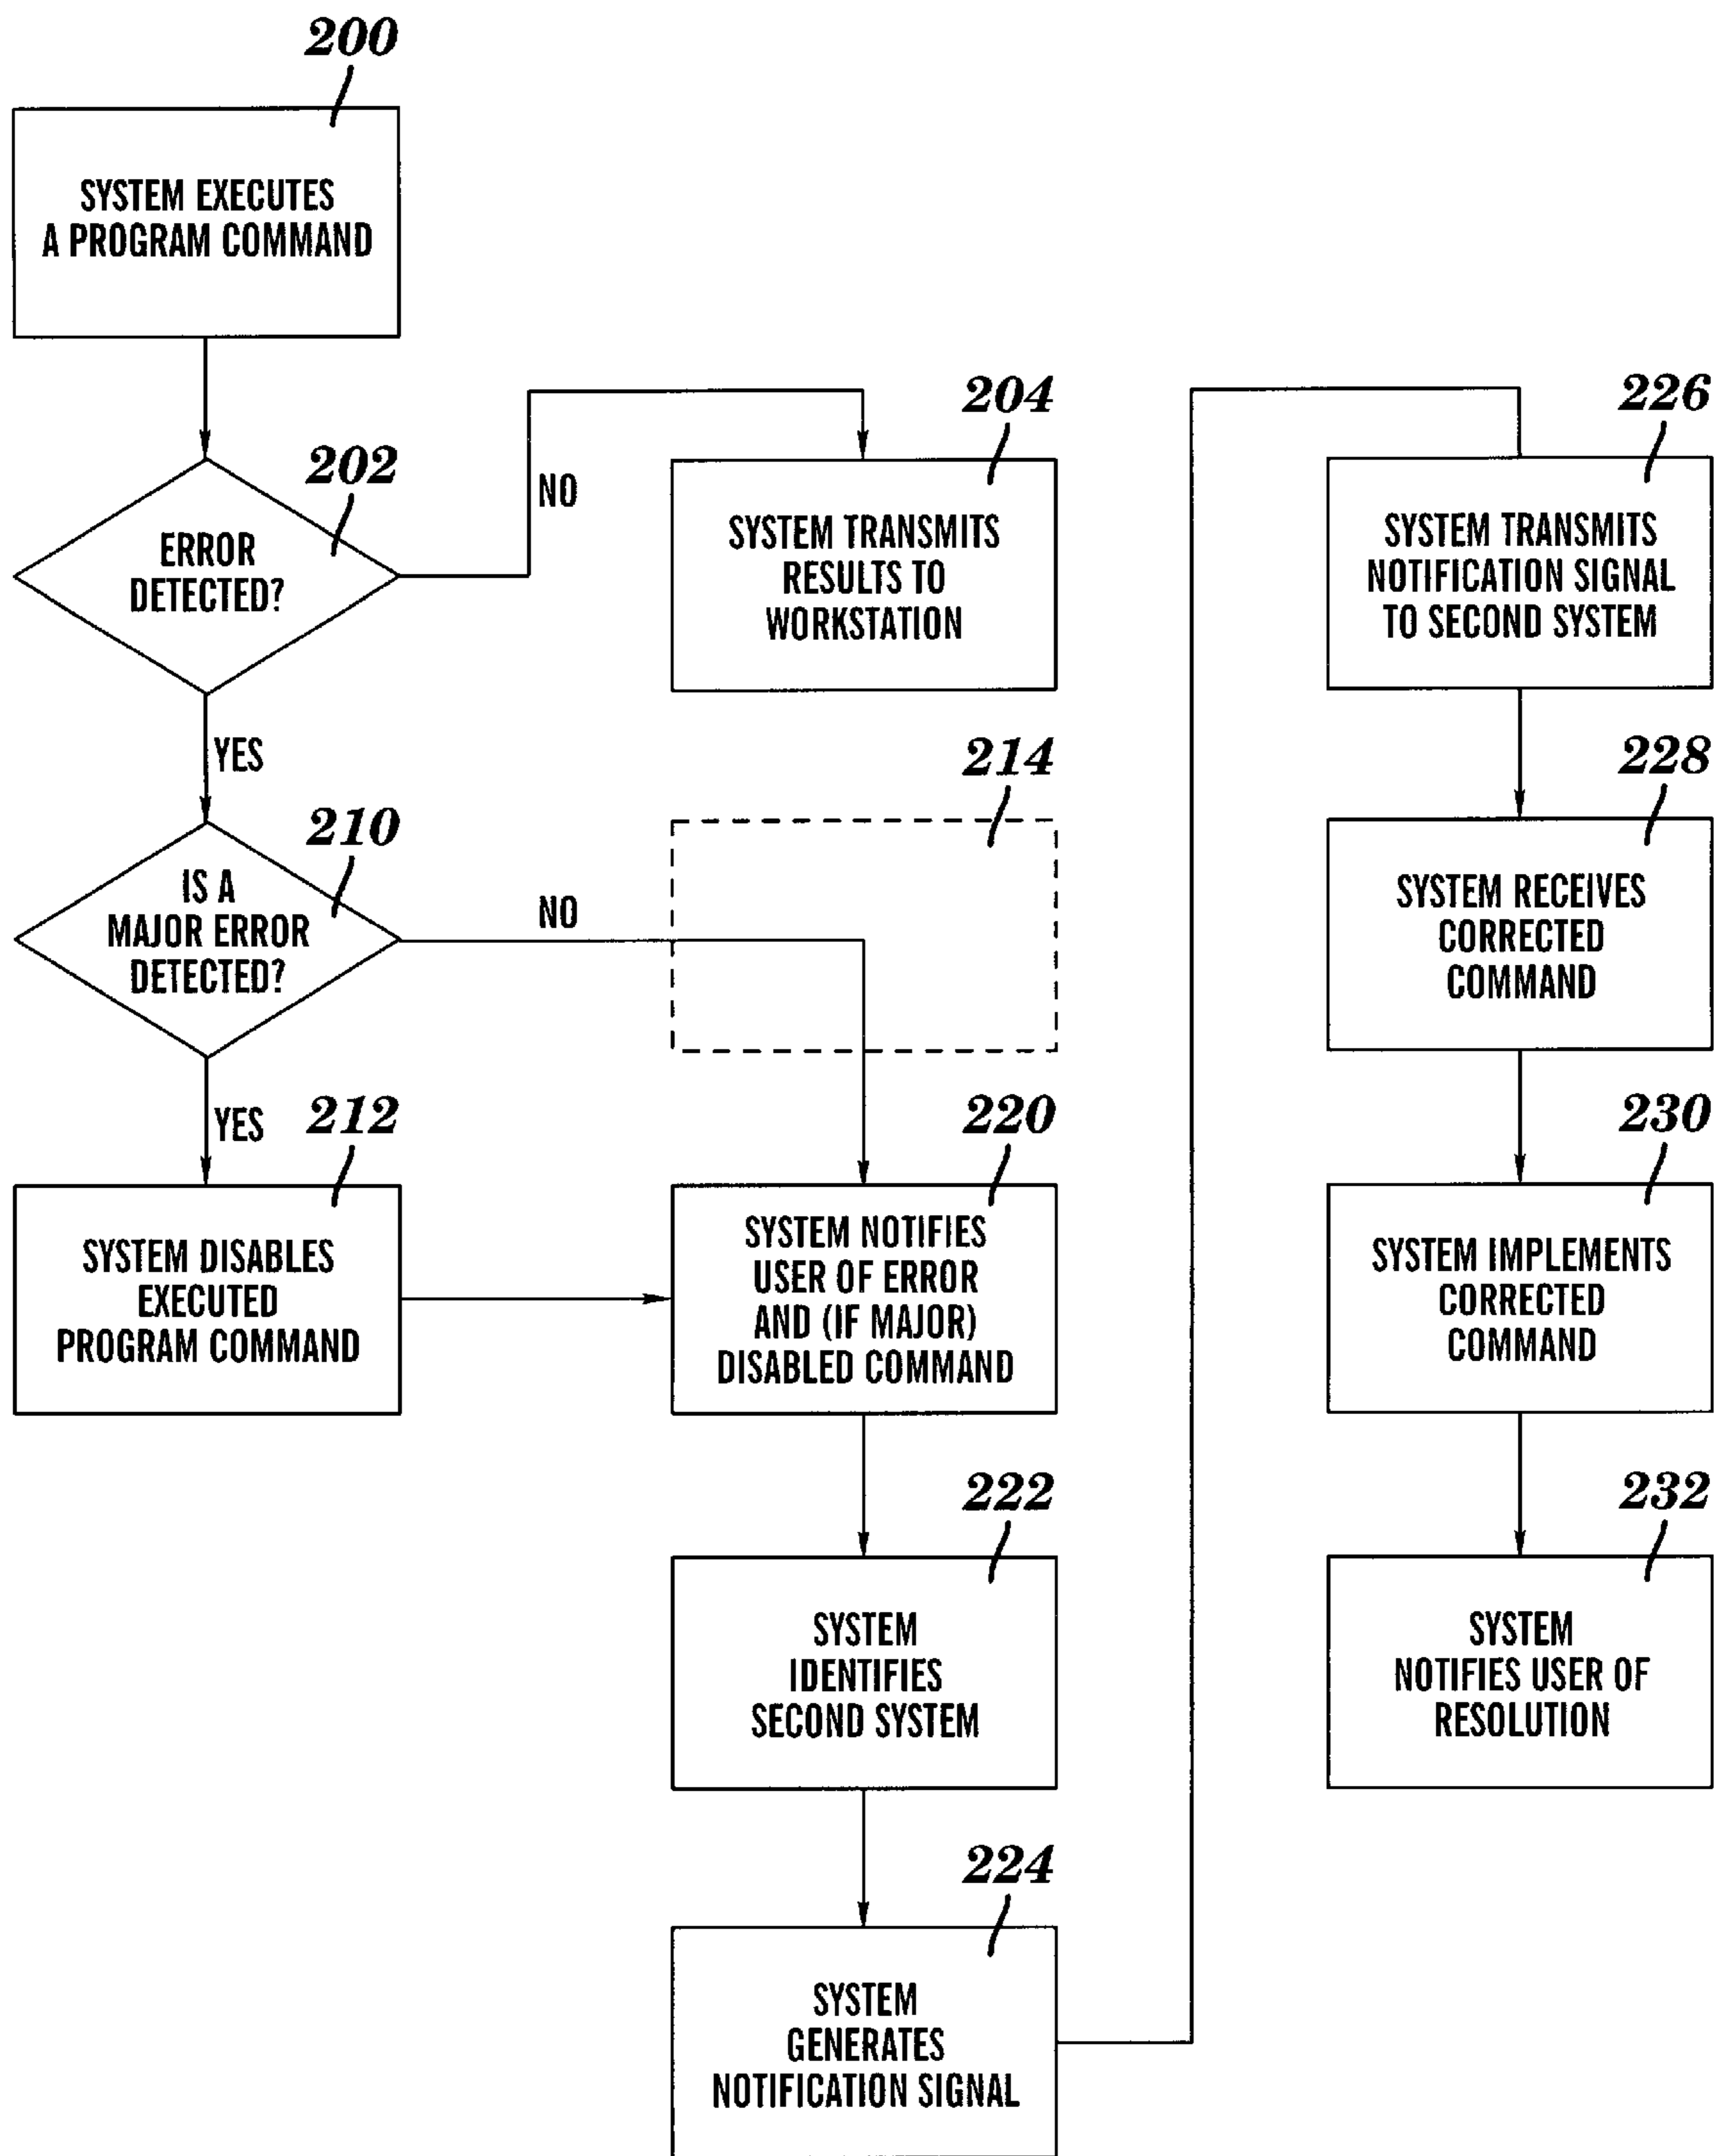 200
SYSTEM EXECUTES
A PROGRAM COMMAND
202
ERROR
DETECTED?
NO
YES
204
SYSTEM TRANSMITS
RESULTS TO
WORKSTATION
210
IS A
MAJOR ERROR
DETECTED?
NO
YES
214
212
SYSTEM DISABLES
EXECUTED
PROGRAM COMMAND
220
SYSTEM NOTIFIES
USER OF ERROR
AND (IF MAJOR)
DISABLED COMMAND
222
SYSTEM
IDENTIFIES
SECOND SYSTEM
224
SYSTEM
GENERATES
NOTIFICATION SIGNAL
226
SYSTEM TRANSMITS
NOTIFICATION SIGNAL
TO SECOND SYSTEM
228
SYSTEM RECEIVES
CORRECTED
COMMAND
230
SYSTEM IMPLEMENTS
CORRECTED
COMMAND
232
SYSTEM
NOTIFIES USER OF
RESOLUTION